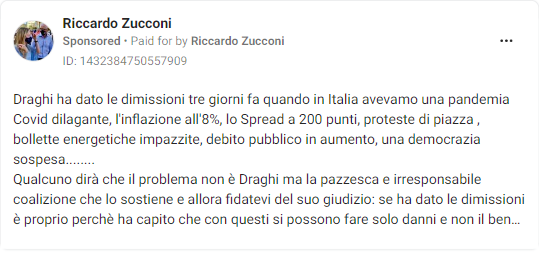 Riccardo Zucconi
Sponsored • Paid for by Riccardo Zucconi
ID: 1432384750557909
Draghi ha dato le dimissioni tre giorni fa quando in Italia avevamo una pandemia
Covid dilagante, l'inflazione all'8%, lo Spread a 200 punti, proteste di piazza ,
bollette energetiche impazzite, debito pubblico in aumento, una democrazia
sospesa........
Qualcuno dirà che il problema non è Draghi ma la pazzesca e irresponsabile
coalizione che lo sostiene e allora fidatevi del suo giudizio: se ha dato le dimissioni
è proprio perchè ha capito che con questi si possono fare solo danni e non il ben...